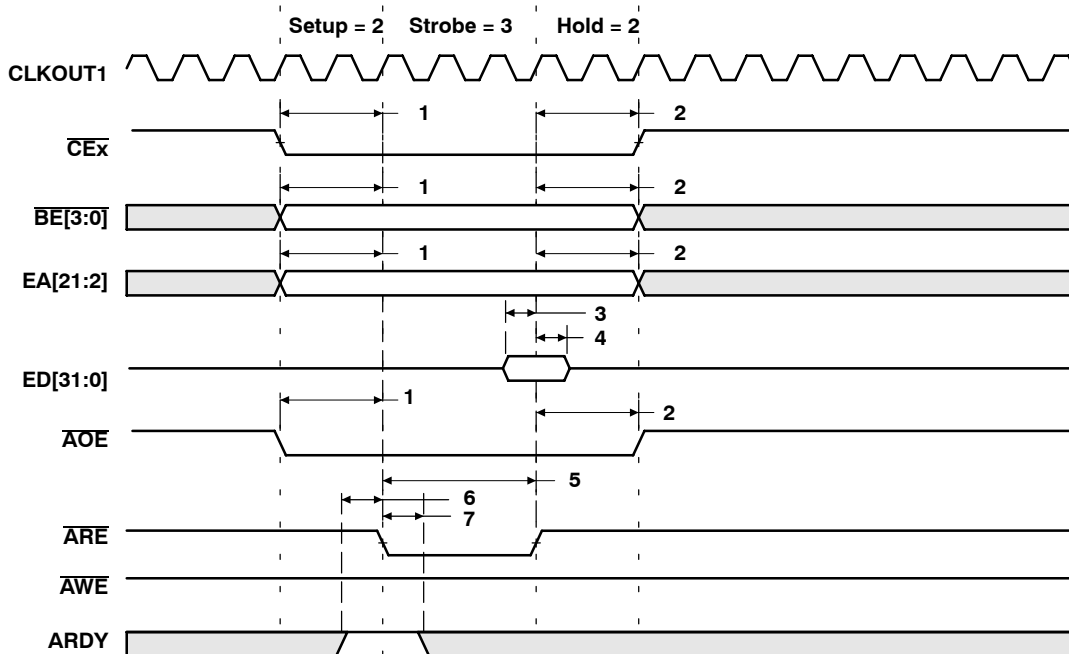 Setup = 2 Strobe = 3 Hold = 2
CLKOUT1
1 2
CEx
1 2
BE[3:0]
1 2
EA[21:2]
3
4
ED[31:0]
1
2
AOE
5
6
7
ARE
AWE
ARDY